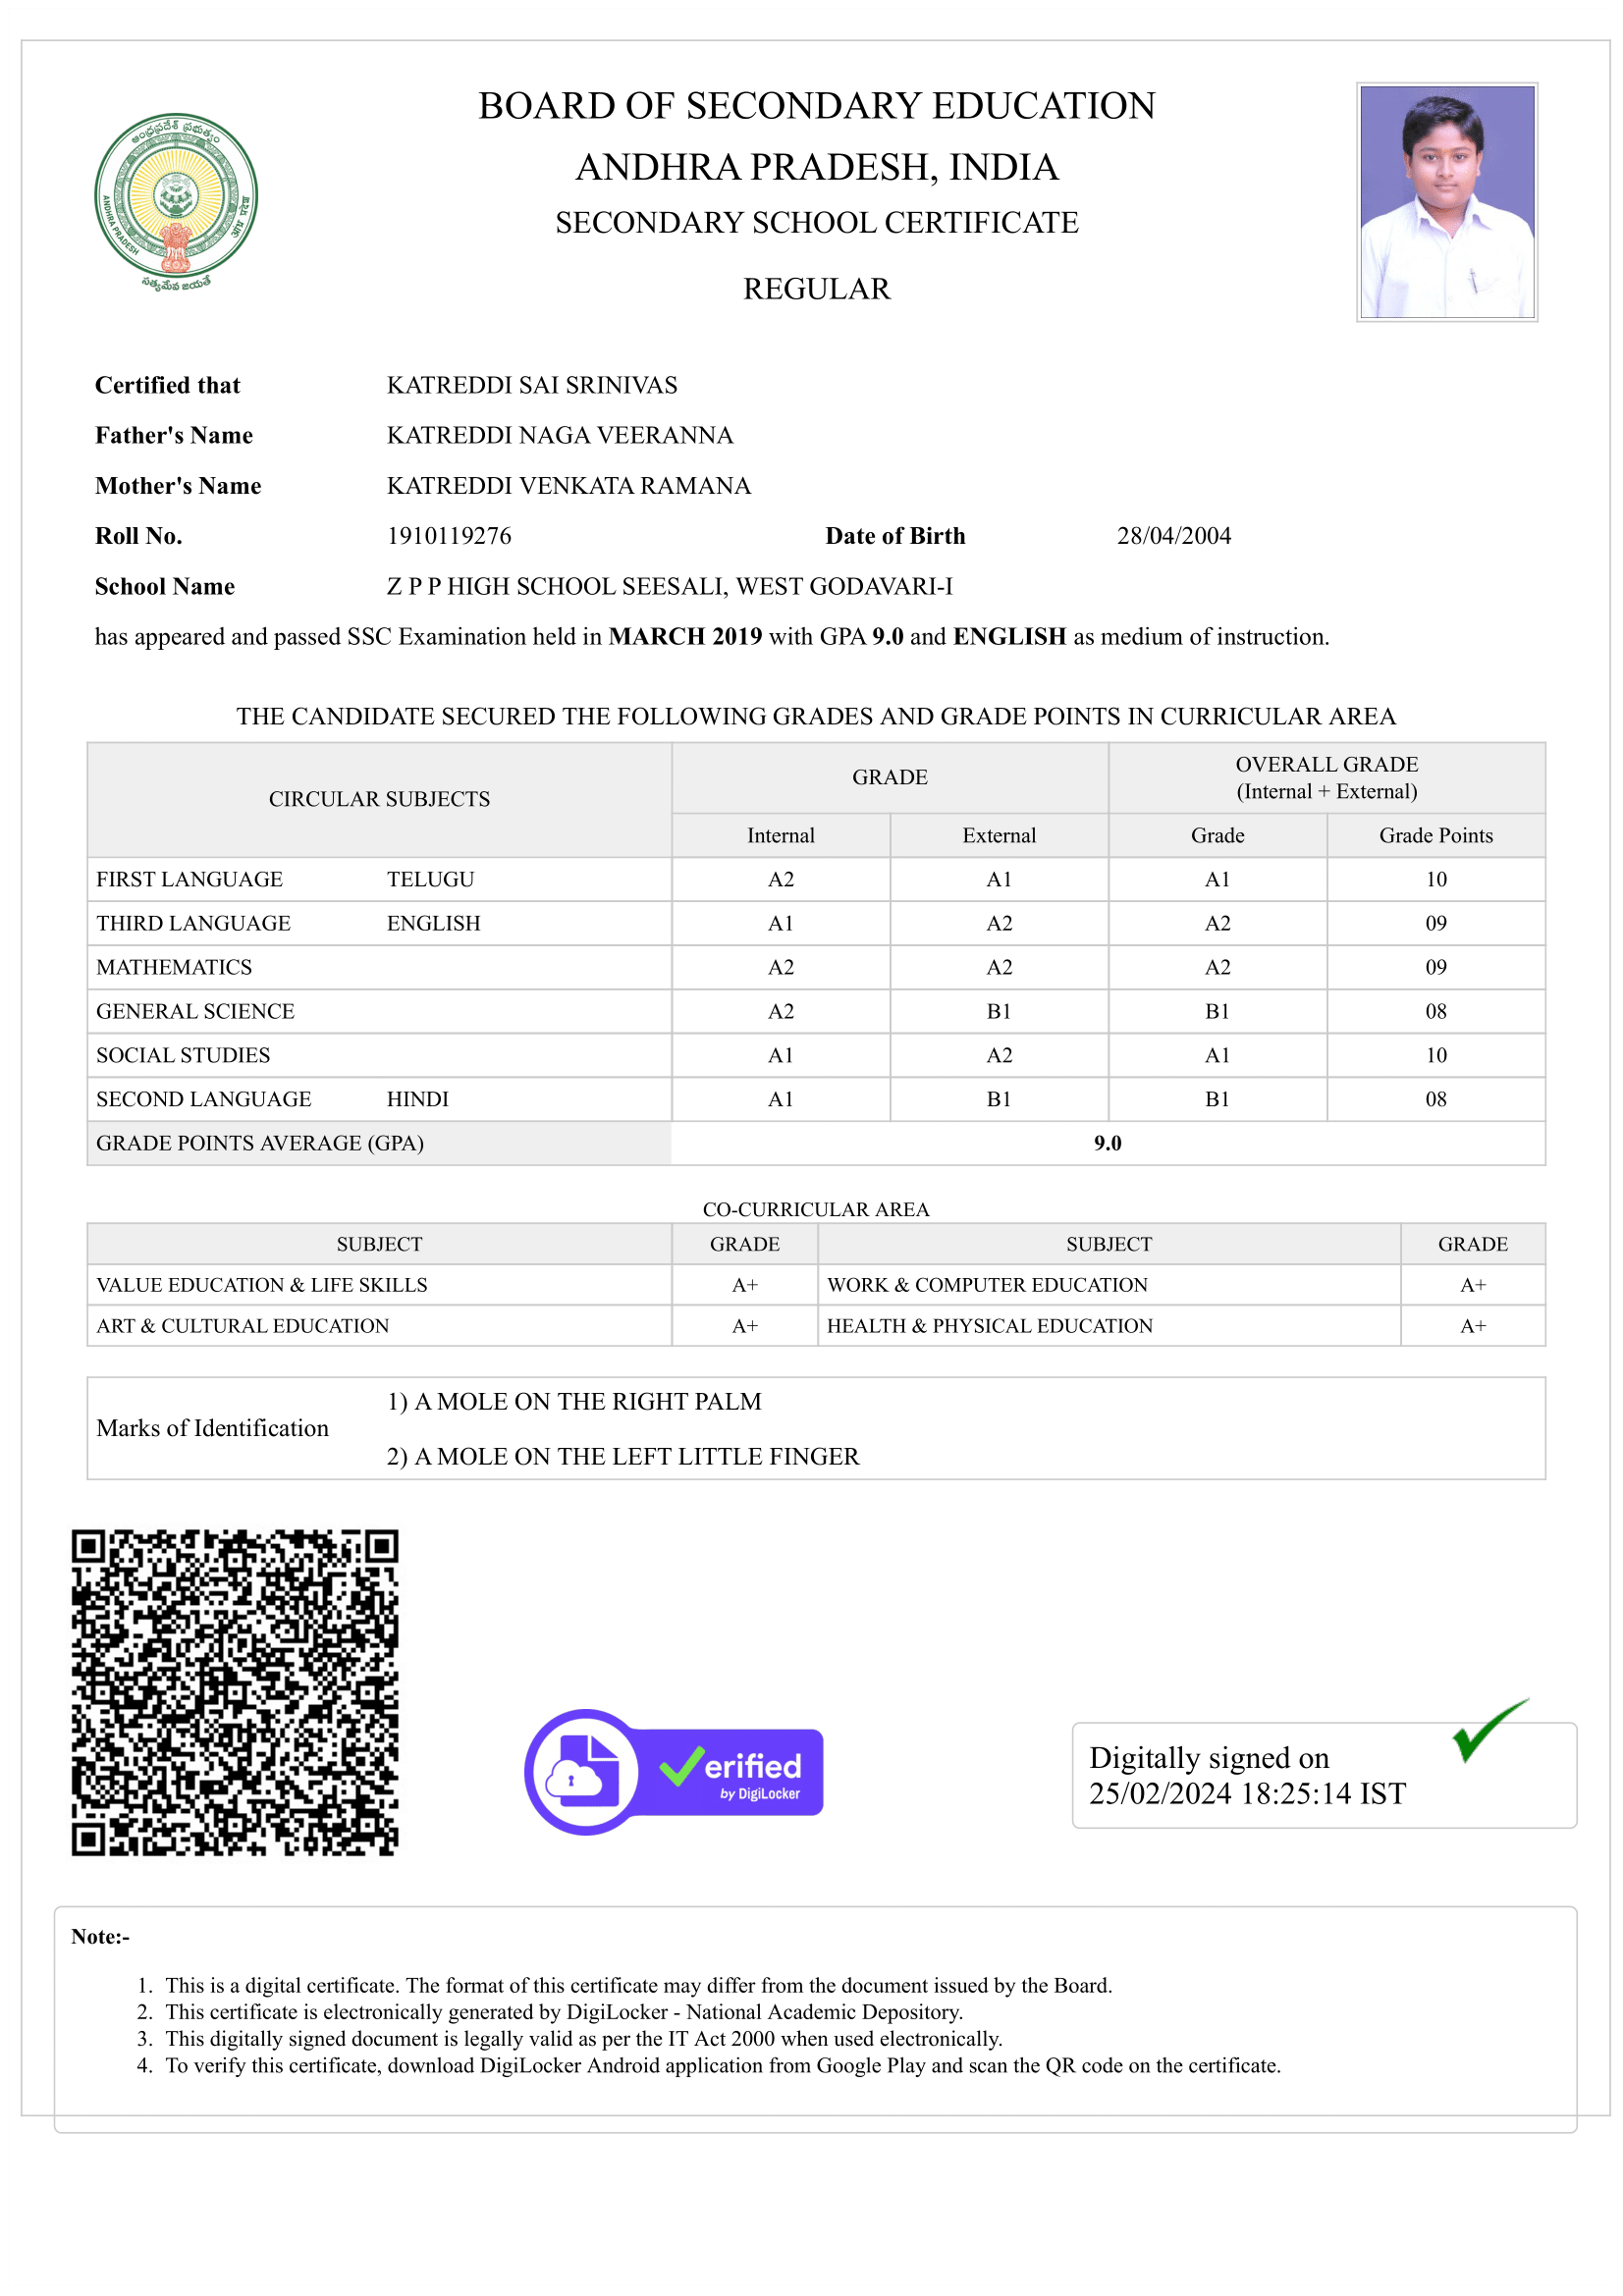 BOARD OF SECONDARY EDUCATION
ANDHRA PRADESH, INDIA
SECONDARY SCHOOL CERTIFICATE
REGULAR
ఆంధ్రప్రదేశ్ ప్రభుత్వం
ANDHRA PRADESH
आंध्र प्रदेश
సత్యమేవ జయతే
Certified that KATREDDI SAI SRINIVAS
Father's Name KATREDDI NAGA VEERANNA
Mother's Name KATREDDI VENKATA RAMANA
Roll No. 1910119276 Date of Birth 28/04/2004
School Name Z P P HIGH SCHOOL SEESALI, WEST GODAVARI-I
has appeared and passed SSC Examination held in MARCH 2019 with GPA 9.0 and ENGLISH as medium of instruction.
THE CANDIDATE SECURED THE FOLLOWING GRADES AND GRADE POINTS IN CURRICULAR AREA
CIRCULAR SUBJECTS GRADE OVERALL GRADE
(Internal + External)
Internal External Grade Grade Points
FIRST LANGUAGE TELUGU A2 A1 A1 10
THIRD LANGUAGE ENGLISH A1 A2 A2 09
MATHEMATICS A2 A2 A2 09
GENERAL SCIENCE A2 B1 B1 08
SOCIAL STUDIES A1 A2 A1 10
SECOND LANGUAGE HINDI A1 B1 B1 08
GRADE POINTS AVERAGE (GPA) 9.0
CO-CURRICULAR AREA
SUBJECT GRADE SUBJECT GRADE
VALUE EDUCATION & LIFE SKILLS A+ WORK & COMPUTER EDUCATION A+
ART & CULTURAL EDUCATION A+ HEALTH & PHYSICAL EDUCATION A+
Marks of Identification
1) A MOLE ON THE RIGHT PALM
2) A MOLE ON THE LEFT LITTLE FINGER
Verified
by DigiLocker
Digitally signed on
25/02/2024 18:25:14 IST
Note:-
1. This is a digital certificate. The format of this certificate may differ from the document issued by the Board.
2. This certificate is electronically generated by DigiLocker - National Academic Depository.
3. This digitally signed document is legally valid as per the IT Act 2000 when used electronically.
4. To verify this certificate, download DigiLocker Android application from Google Play and scan the QR code on the certificate.